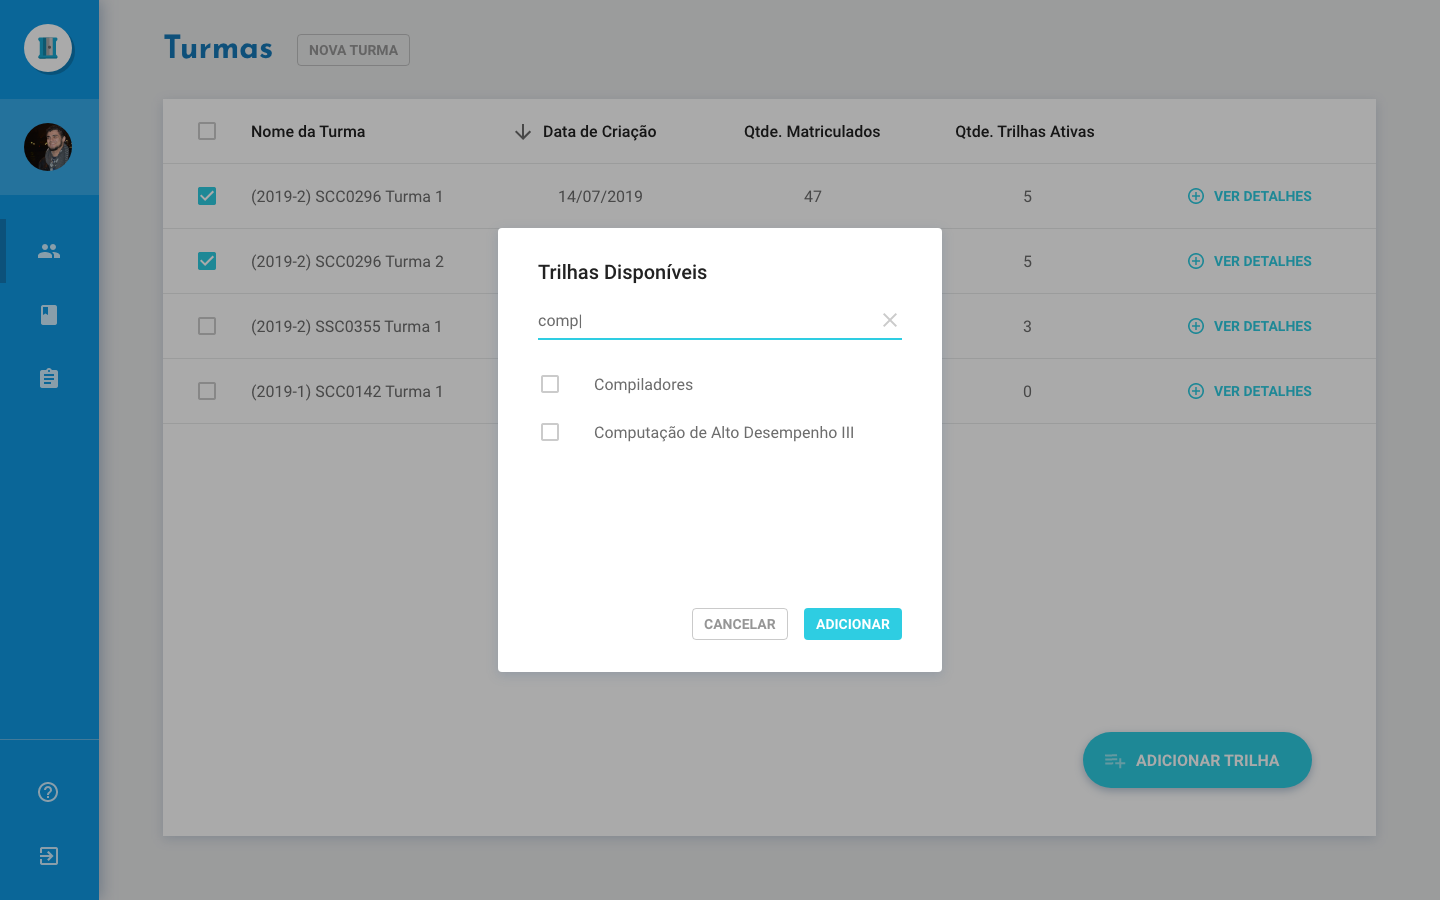 Turmas NOVA TURMA
Nome da Turma Data de Criação Qtde. Matriculados Qtde. Trilhas Ativas
(2019-2) SCC0296 Turma 1 14/07/2019 47 5 VER DETALHES
(2019-2) SCC0296 Turma 2 5 VER DETALHES
(2019-2) SSC0355 Turma 1 3 VER DETALHES
(2019-1) SCC0142 Turma 1 0 VER DETALHES
Trilhas Disponíveis
comp
Compiladores
Computação de Alto Desempenho III
CANCELAR ADICIONAR
ADICIONAR TRILHA